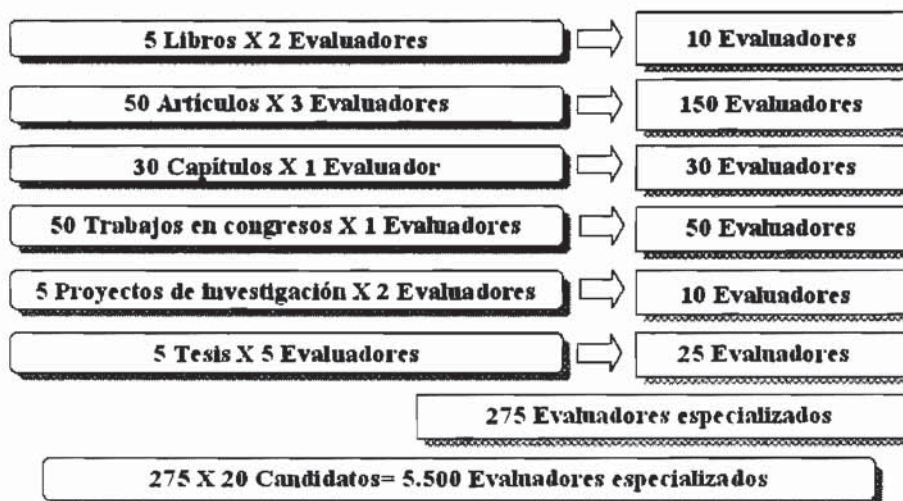 5 Libros X 2 Evaluadores
10 Evaluadores
50 Artículos X 3 Evaluadores
150 Evaluadores
30 Capítulos X 1 Evaluador
30 Evaluadores
50 Trabajos en congresos X 1 Evaluadores
50 Evaluadores
5 Proyectos de investigación X 2 Evaluadores
10 Evaluadores
5 Tesis X 5 Evaluadores
25 Evaluadores
275 Evaluadores especializados
275 X 20 Candidatos= 5.500 Evaluadores especializados